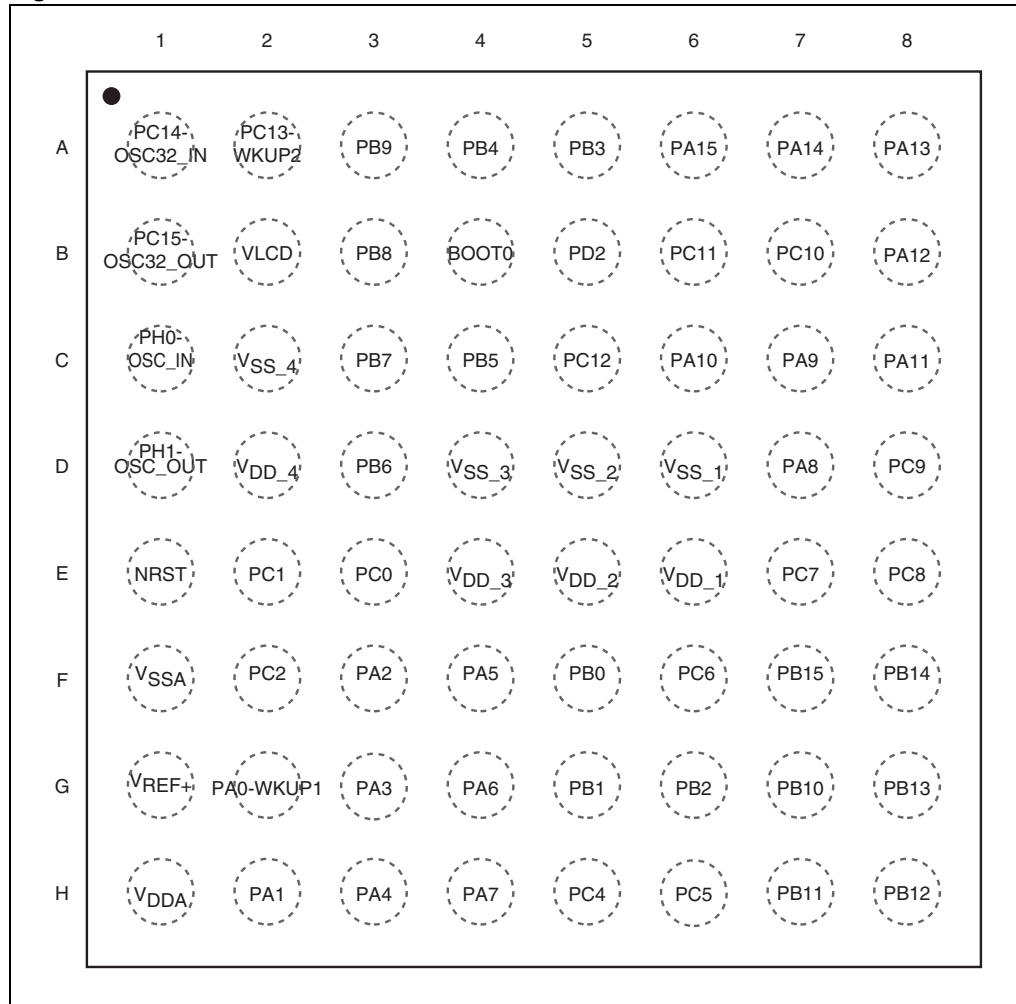 1 2 3 4 5 6 7 8
A PC14-OSC32_IN PC13-WKUP2 PB9 PB4 PB3 PA15 PA14 PA13
B PC15-OSC32_OUT VLCD PB8 BOOT0 PD2 PC11 PC10 PA12
C PH0-OSC_IN VSS_4 PB7 PB5 PC12 PA10 PA9 PA11
D PH1-OSC_OUT VDD_4 PB6 VSS_3 VSS_2 VSS_1 PA8 PC9
E NRST PC1 PC0 VDD_3 VDD_2 VDD_1 PC7 PC8
F VSSA PC2 PA2 PA5 PB0 PC6 PB15 PB14
G VREF+ PA0-WKUP1 PA3 PA6 PB1 PB2 PB10 PB13
H VDDA PA1 PA4 PA7 PC4 PC5 PB11 PB12